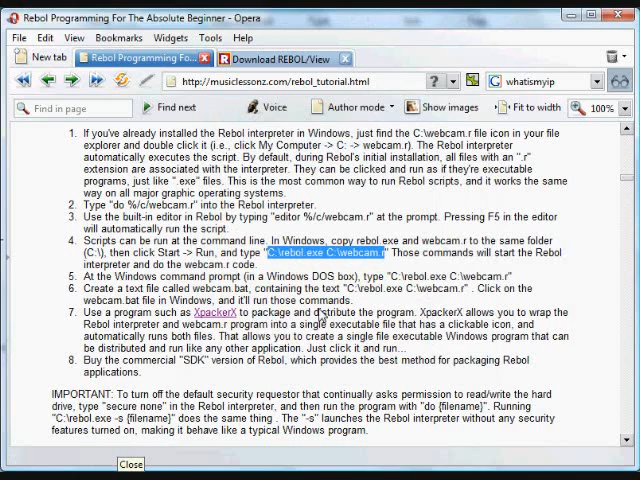 Rebol Programming For The Absolute Beginner - Opera
File Edit View Bookmarks Widgets Tools Help
New tab Rebol Programming For The Absolute B... Download REBOL/View
http://musiclessonz.com/rebol_tutorial.html ? whatismyip
Find in page Find next Voice Author mode Show images Fit to width 100%
1. If you've already installed the Rebol interpreter in Windows, just find the C:\webcam.r file icon in your file
explorer and double click it (i.e., click My Computer -> C: -> webcam.r). The Rebol interpreter
automatically executes the script. By default, during Rebol's initial installation, all files with an ".r"
extension are associated with the interpreter. They can be clicked and run as if they're executable
programs, just like ".exe" files. This is the most common way to run Rebol scripts, and it works the same
way on all major graphic operating systems.
2. Type "do %/c/webcam.r" into the Rebol interpreter.
3. Use the built-in editor in Rebol by typing "editor %/c/webcam.r" at the prompt. Pressing F5 in the editor
will automatically run the script.
4. Scripts can be run at the command line. In Windows, copy rebol.exe and webcam.r to the same folder
(C:\), then click Start -> Run, and type "C:\rebol.exe C:\webcam.r" Those commands will start the Rebol
interpreter and do the webcam.r code.
5. At the Windows command prompt (in a Windows DOS box), type "C:\rebol.exe C:\webcam.r"
6. Create a text file called webcam.bat, containing the text "C:\rebol.exe C:\webcam.r" . Click on the
webcam.bat file in Windows, and it'll run those commands.
7. Use a program such as XpackerX to package and distribute the program. XpackerX allows you to wrap the
Rebol interpreter and webcam.r program into a single executable file that has a clickable icon, and
automatically runs both files. That allows you to create a single file executable Windows program that can
be distributed and run like any other application. Just click it and run...
8. Buy the commercial "SDK" version of Rebol, which provides the best method for packaging Rebol
applications.
IMPORTANT: To turn off the default security requestor that continually asks permission to read/write the hard
drive, type "secure none" in the Rebol interpreter, and then run the program with "do {filename}". Running
"C:\rebol.exe -s {filename}" does the same thing . The "-s" launches the Rebol interpreter without any security
features turned on, making it behave like a typical Windows program.
Close